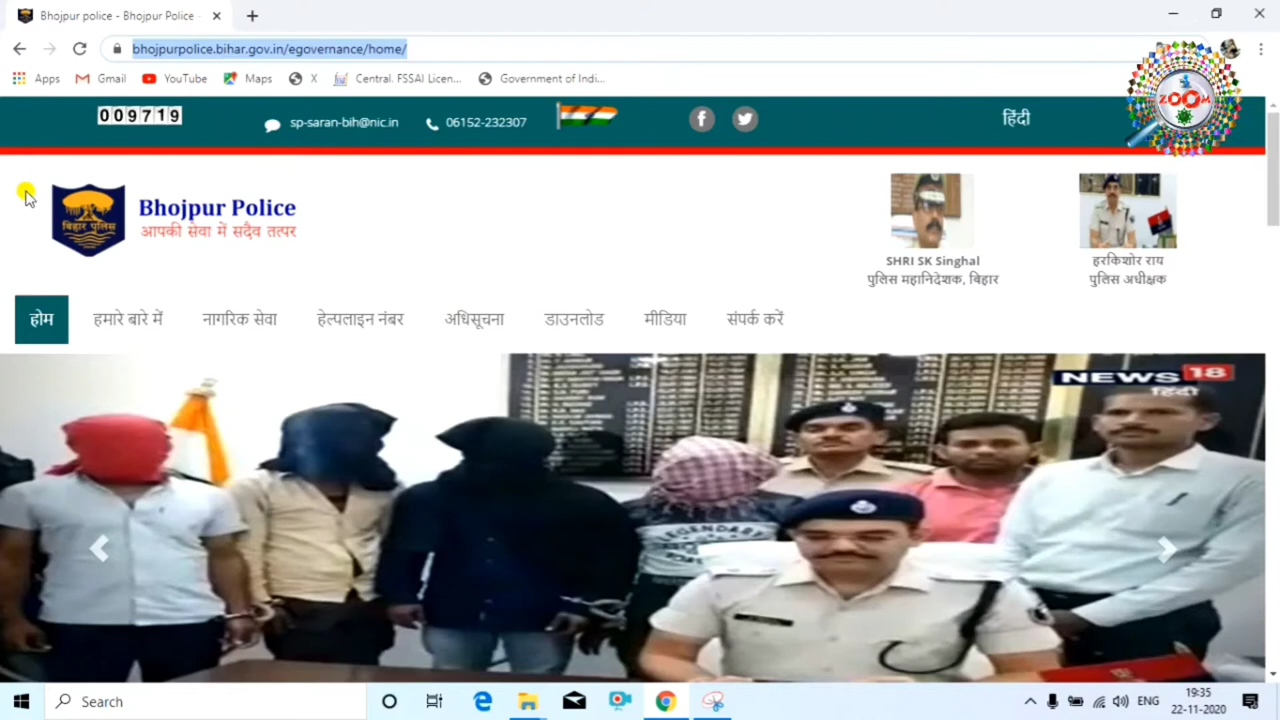 Bhojpur police - Bhojpur Police
bhojpurpolice.bihar.gov.in/egovernance/home/
Apps Gmail YouTube Maps X Central. FSSAI Licen... Government of Indi...
ZOOM
009719 sp-saran-bih@nic.in 06152-232307 हिंदी
बिहार पुलिस
Bhojpur Police
आपकी सेवा में सदैव तत्पर
SHRI SK Singhal
पुलिस महानिदेशक, बिहार
हरकिशोर राय
पुलिस अधीक्षक
होम हमारे बारे में नागरिक सेवा हेल्पलाइन नंबर अधिसूचना डाउनलोड मीडिया संपर्क करें
NEWS 18
हिंदी
LEGENDARY
Search
ENG
19:35
22-11-2020